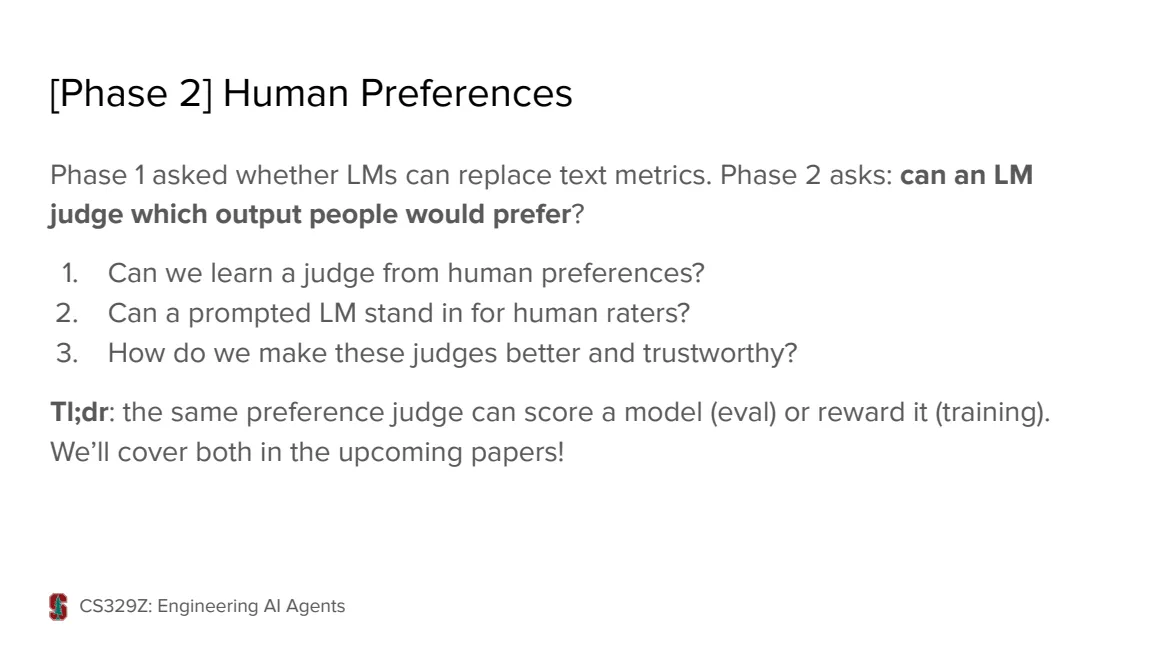 [Phase 2] Human Preferences
Phase 1 asked whether LMs can replace text metrics. Phase 2 asks: can an LM
judge which output people would prefer?
1. Can we learn a judge from human preferences?
2. Can a prompted LM stand in for human raters?
3. How do we make these judges better and trustworthy?
Tl;dr: the same preference judge can score a model (eval) or reward it (training).
We’ll cover both in the upcoming papers!
CS329Z: Engineering AI Agents